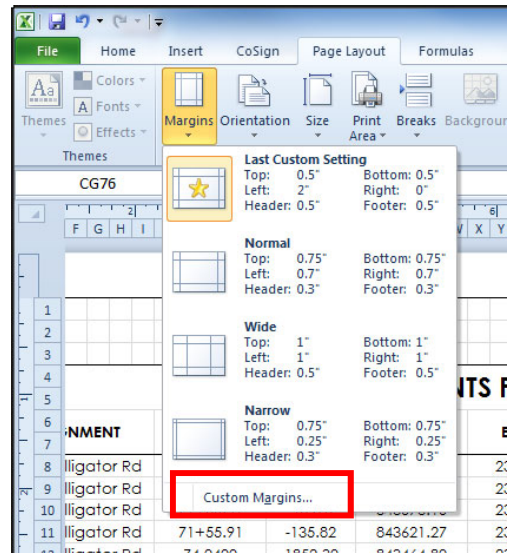 File Home Insert CoSign Page Layout Formulas
Colors
Fonts
Effects
Themes Margins Orientation Size Print Area Breaks
Themes
CG76
Last Custom Setting
Top: 0.5" Bottom: 0.5"
Left: 2" Right: 0"
Header: 0.5" Footer: 0.5"
F G H I X Y
Normal
Top: 0.75" Bottom: 0.75"
Left: 0.7" Right: 0.7"
Header: 0.3" Footer: 0.3"
1
2
Wide
Top: 1" Bottom: 1"
3
Left: 1" Right: 1"
4
Header: 0.5" Footer: 0.5"
5
Narrow
6
Top: 0.75" Bottom: 0.75"
Left: 0.25" Right: 0.25"
7
Header: 0.3" Footer: 0.3"
8 lligator Rd
9 lligator Rd
Custom Margins...
10 lligator Rd
11 lligator Rd 71+55.91 -135.82 843621.27